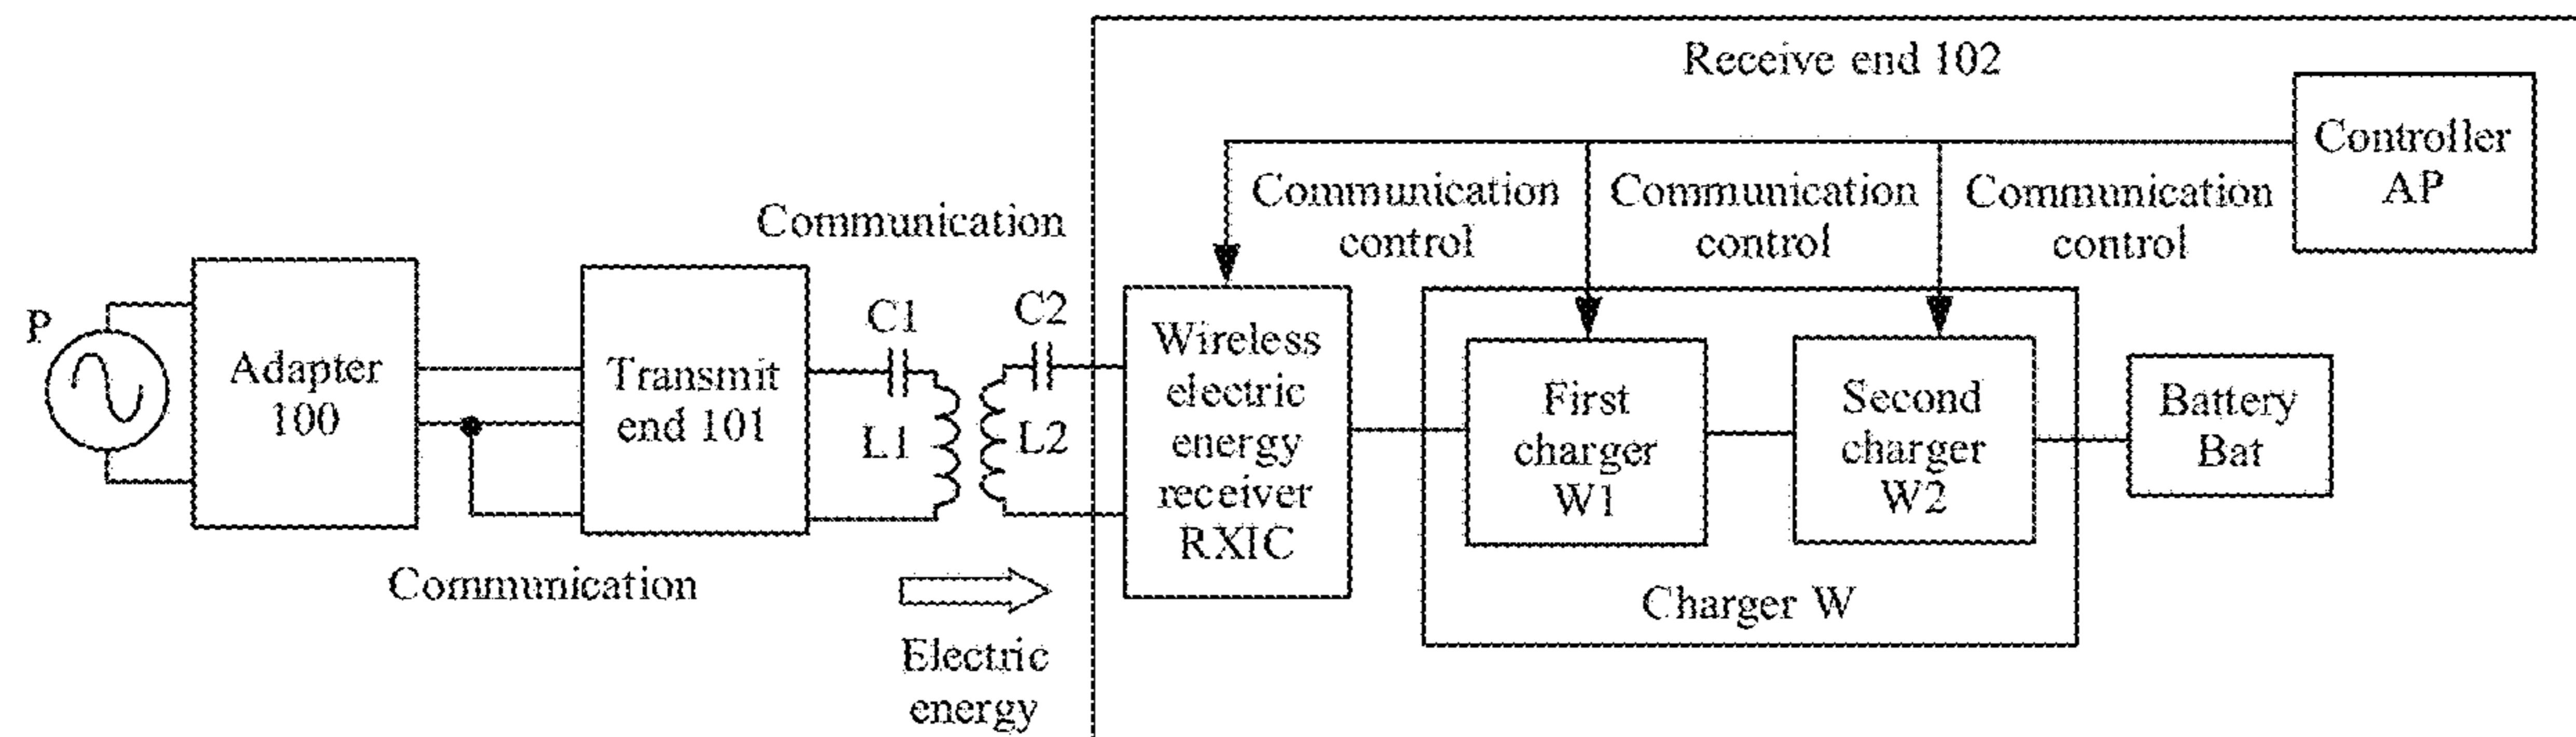 Receive end 102
Controller
AP
Communication
control
Communication
control
Communication
control
Communication
P
Adapter
100
Transmit
end 101
C1
L1
C2
L2
Wireless
electric
energy
receiver
RXIC
First
charger
W1
Second
charger
W2
Battery
Bat
Charger W
Communication
Electric
energy